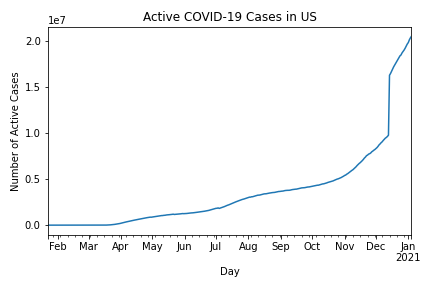 Active COVID-19 Cases in US
1e7
2.0
1.5
1.0
0.5
0.0
Number of Active Cases
Feb Mar Apr May Jun Jul Aug Sep Oct Nov Dec Jan
2021
Day